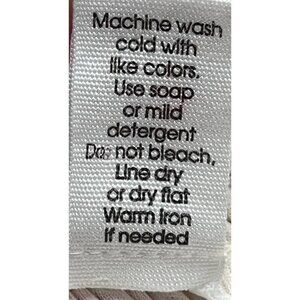 Machine wash
cold with
like colors.
Use soap
or mild
detergent
Do not bleach,
Line dry
or dry flat
Warm Iron
If needed